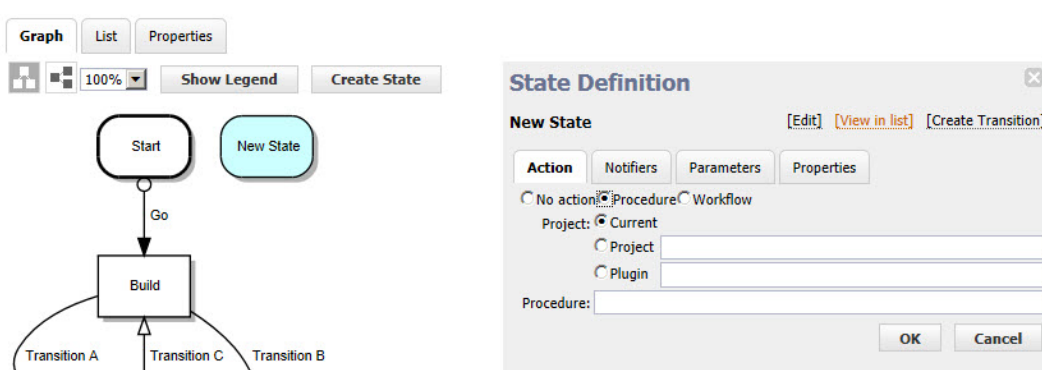 Graph List Properties
100% Show Legend Create State
Start New State
Go
Build
Transition A Transition C Transition B
State Definition
New State [Edit] [View in list] [Create Transition]
Action Notifiers Parameters Properties
No action Procedure Workflow
Project: Current
Project
Plugin
Procedure:
OK Cancel